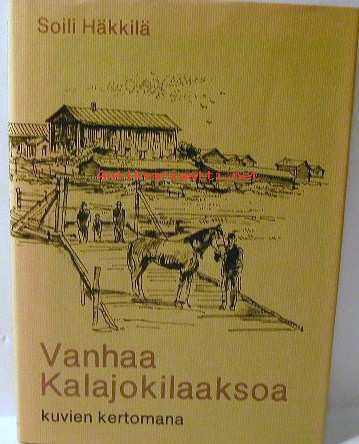 Soili Häkkilä
Vanhaa
Kalajokilaaksoa
kuvien kertomana